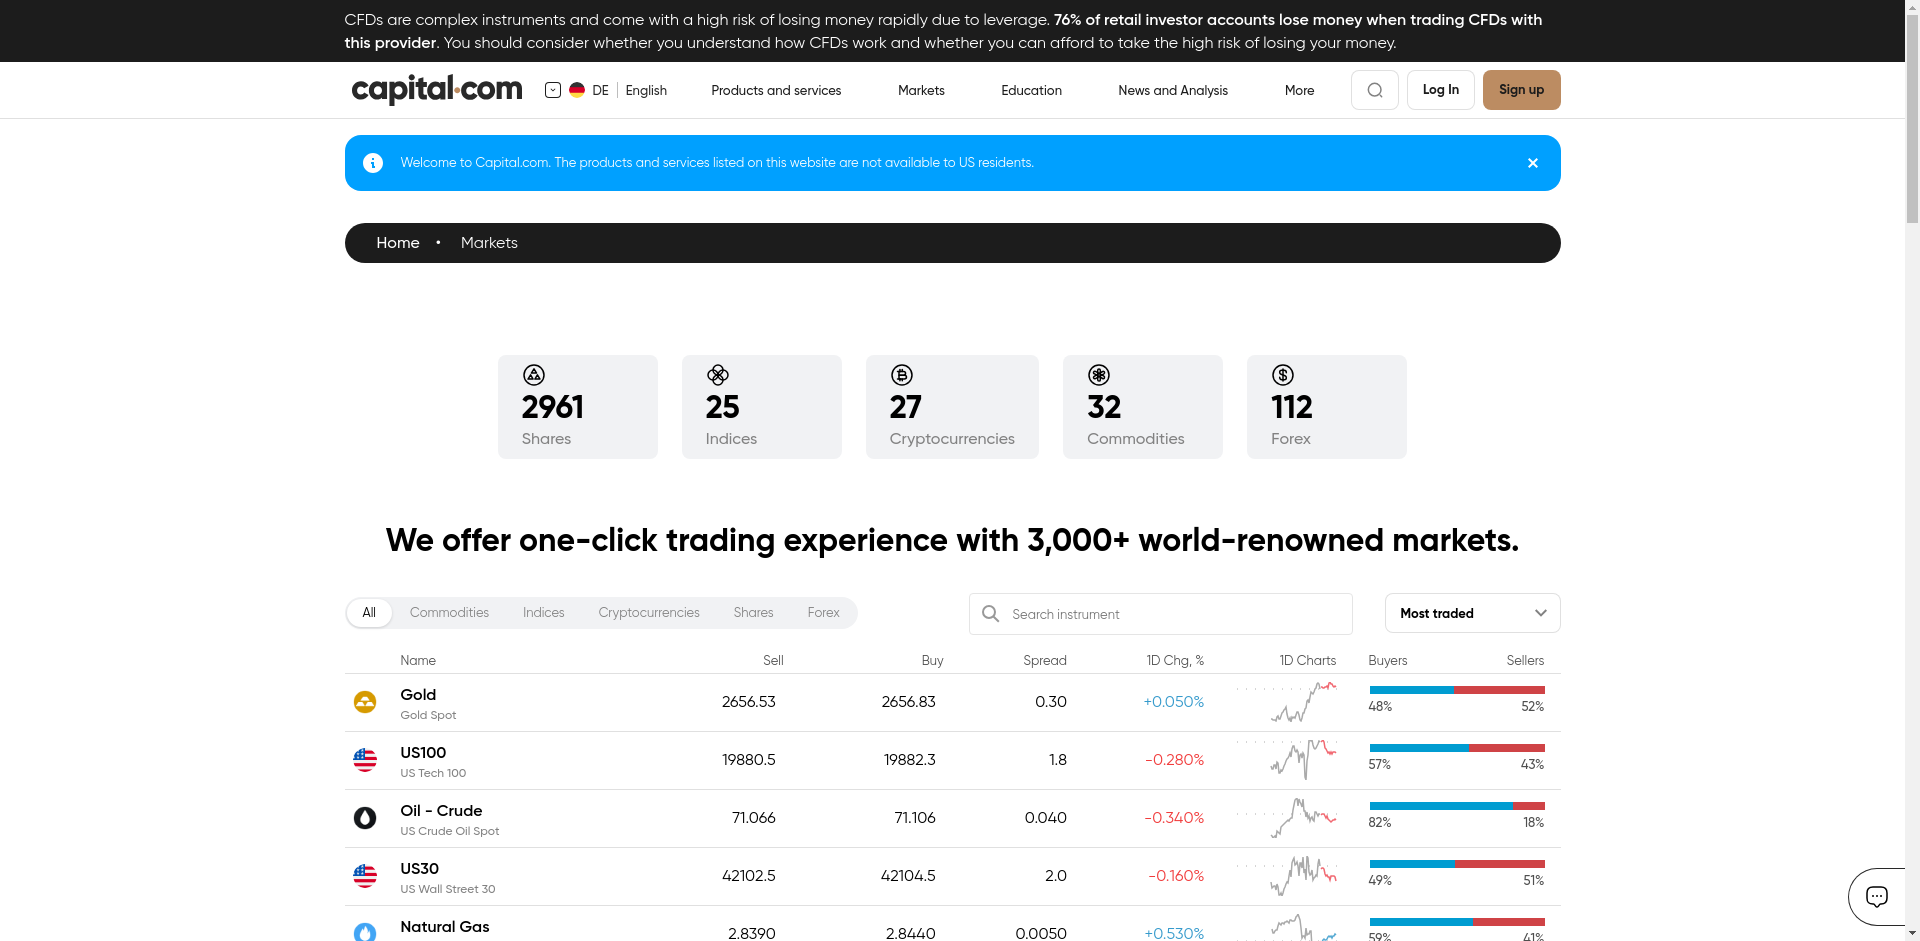 CFDs are complex instruments and come with a high risk of losing money rapidly due to leverage. 76% of retail investor accounts lose money when trading CFDs with
this provider. You should consider whether you understand how CFDs work and whether you can afford to take the high risk of losing your money.
capital.com DE English Products and services Markets Education News and Analysis More Log In Sign up
Welcome to Capital.com. The products and services listed on this website are not available to US residents.
Home • Markets
2961 25 27 32 112
Shares Indices Cryptocurrencies Commodities Forex
We offer one-click trading experience with 3,000+ world-renowned markets.
All Commodities Indices Cryptocurrencies Shares Forex Search instrument Most traded
Name Sell Buy Spread 1D Chg, % 1D Charts Buyers Sellers
Gold
Gold Spot 2656.53 2656.83 0.30 +0.050% 48% 52%
US100
US Tech 100 19880.5 19882.3 1.8 -0.280% 57% 43%
Oil - Crude
US Crude Oil Spot 71.066 71.106 0.040 -0.340% 82% 18%
US30
US Wall Street 30 42102.5 42104.5 2.0 -0.160% 49% 51%
Natural Gas
2.8390 2.8440 0.0050 +0.530% 59% 41%